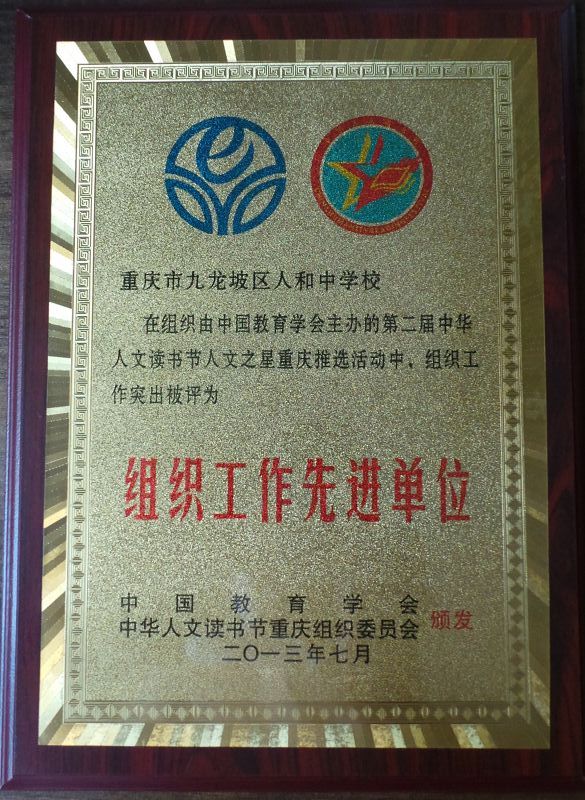 重庆市九龙坡区人和中学校
在组织由中国教育学会主办的第二届中华
人文读书节人文之星重庆推选活动中、组织工
作突出被评为
组织工作先进单位
中国教育学会
中华人文读书节重庆组织委员会 颁发
二〇一三年七月